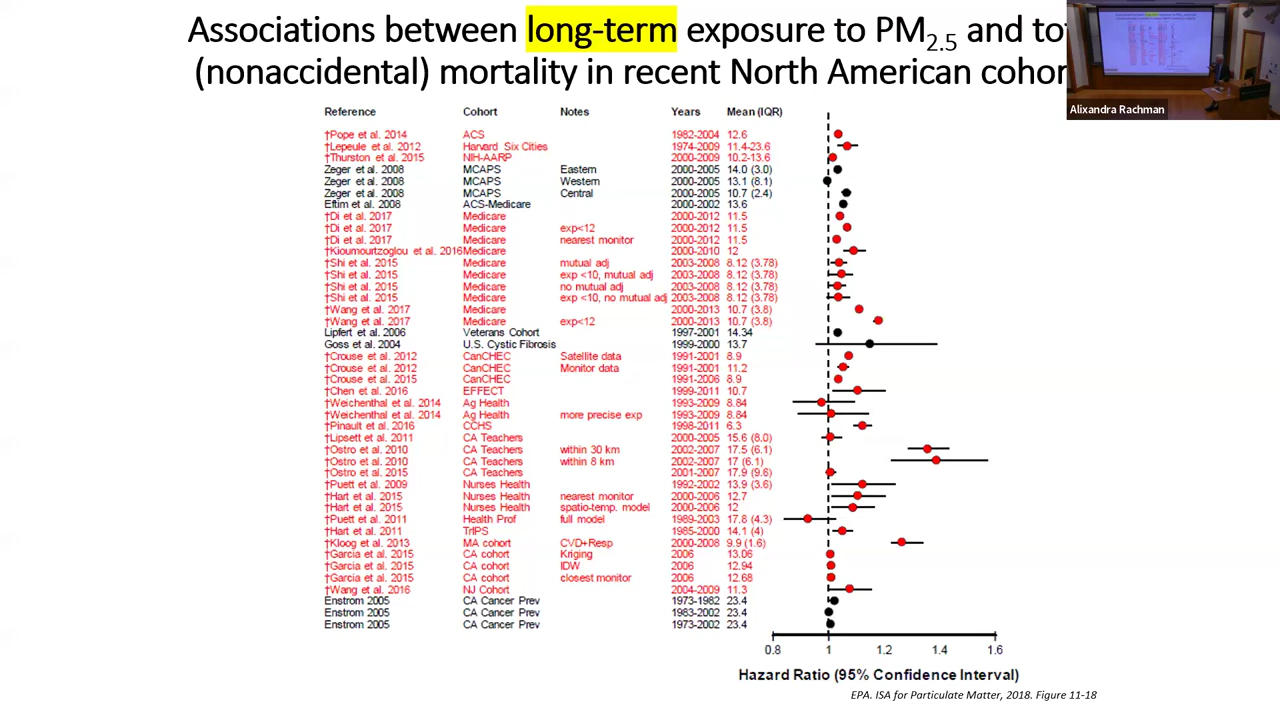 Associations between long-term exposure to PM2.5 and
(nonaccidental) mortality in recent North American
Alixandra Rachman
Reference Cohort Notes Years Mean (IQR)
†Pope et al. 2014 ACS 1982-2004 12.6
†Lepeule et al. 2012 Harvard Six Cities 1974-2009 11.4-23.6
†Thurston et al. 2015 NIH-AARP 2000-2009 10.2-13.6
Zeger et al. 2008 MCAPS Eastern 2000-2005 14.0 (3.0)
Zeger et al. 2008 MCAPS Western 2000-2005 13.1 (8.1)
Zeger et al. 2008 MCAPS Central 2000-2005 10.7 (2.4)
Eftim et al. 2008 ACS-Medicare 2000-2002 13.6
†Di et al. 2017 Medicare 2000-2012 11.5
†Di et al. 2017 Medicare exp<12 2000-2012 11.5
†Di et al. 2017 Medicare nearest monitor 2000-2012 11.5
†Kioumourtzoglou et al. 2016 Medicare 2000-2010 12
†Shi et al. 2015 Medicare mutual adj 2003-2008 8.12 (3.78)
†Shi et al. 2015 Medicare exp <10, mutual adj 2003-2008 8.12 (3.78)
†Shi et al. 2015 Medicare no mutual adj 2003-2008 8.12 (3.78)
†Shi et al. 2015 Medicare exp <10, no mutual adj 2003-2008 8.12 (3.78)
†Wang et al. 2017 Medicare 2000-2013 10.7 (3.8)
†Wang et al. 2017 Medicare exp<12 2000-2013 10.7 (3.8)
Lipfert et al. 2006 Veterans Cohort 1997-2001 14.34
Goss et al. 2004 U.S. Cystic Fibrosis 1999-2000 13.7
†Crouse et al. 2012 CanCHEC Satellite data 1991-2001 8.9
†Crouse et al. 2012 CanCHEC Monitor data 1991-2001 11.2
†Crouse et al. 2015 CanCHEC 1991-2006 8.9
†Chen et al. 2016 EFFECT 1999-2011 10.7
†Weichenthal et al. 2014 Ag Health 1993-2009 8.84
†Weichenthal et al. 2014 Ag Health more precise exp 1993-2009 8.84
†Pinault et al. 2016 CCHS 1998-2011 6.3
†Lipsett et al. 2011 CA Teachers 2000-2005 15.6 (8.0)
†Ostro et al. 2010 CA Teachers within 30 km 2002-2007 17.5 (6.1)
†Ostro et al. 2010 CA Teachers within 8 km 2002-2007 17 (6.1)
†Ostro et al. 2015 CA Teachers 2001-2007 17.9 (9.6)
†Puett et al. 2009 Nurses Health 1992-2002 13.9 (3.6)
†Hart et al. 2015 Nurses Health nearest monitor 2000-2006 12.7
†Hart et al. 2015 Nurses Health spatio-temp. model 2000-2006 12
†Puett et al. 2011 Health Prof full model 1989-2003 17.8 (4.3)
†Hart et al. 2011 TrIPS 1985-2000 14.1 (4)
†Kloog et al. 2013 MA cohort CVD+Resp 2000-2008 9.9 (1.6)
†Garcia et al. 2015 CA cohort Kriging 2006 13.06
†Garcia et al. 2015 CA cohort IDW 2006 12.94
†Garcia et al. 2015 CA cohort closest monitor 2006 12.68
†Wang et al. 2016 NJ Cohort 2004-2009 11.3
Enstrom 2005 CA Cancer Prev 1973-1982 23.4
Enstrom 2005 CA Cancer Prev 1983-2002 23.4
Enstrom 2005 CA Cancer Prev 1973-2002 23.4
0.8 1 1.2 1.4 1.6
Hazard Ratio (95% Confidence Interval)
EPA. ISA for Particulate Matter, 2018. Figure 11-18